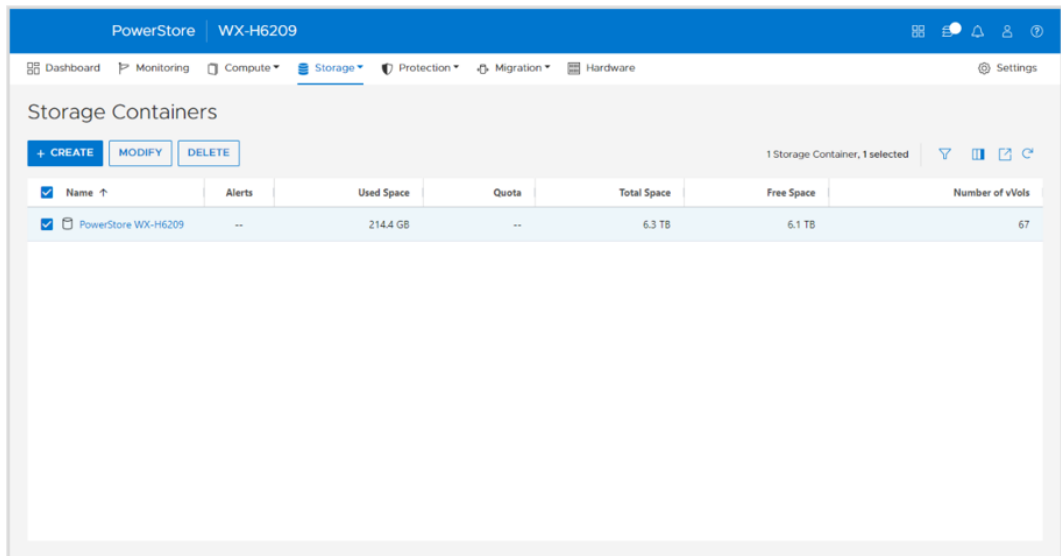 PowerStore WX-H6209
Dashboard Monitoring Compute Storage Protection Migration Hardware Settings
Storage Containers
+ CREATE MODIFY DELETE 1 Storage Container, 1 selected
Name ↑ Alerts Used Space Quota Total Space Free Space Number of vVols
PowerStore WX-H6209 -- 214.4 GB -- 6.3 TB 6.1 TB 67